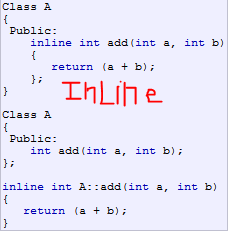 Class A
{
Public:
inline int add(int a, int b)
{
return (a + b);
};
}
InLine
Class A
{
Public:
int add(int a, int b);
};
inline int A::add(int a, int b)
{
return (a + b);
}